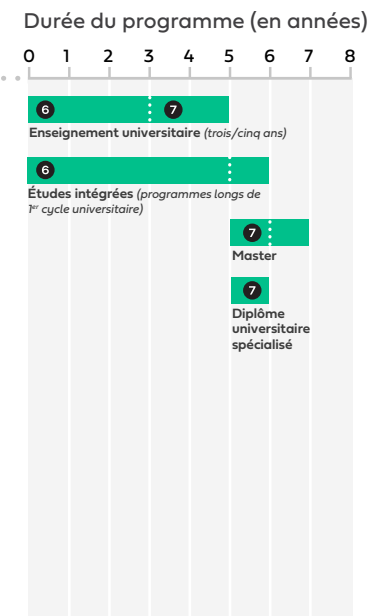 Durée du programme (en années)
0 1 2 3 4 5 6 7 8
6 7
Enseignement universitaire (trois/cinq ans)
6
Études intégrées (programmes longs de
1er cycle universitaire)
7
Master
7
Diplôme
universitaire
spécialisé